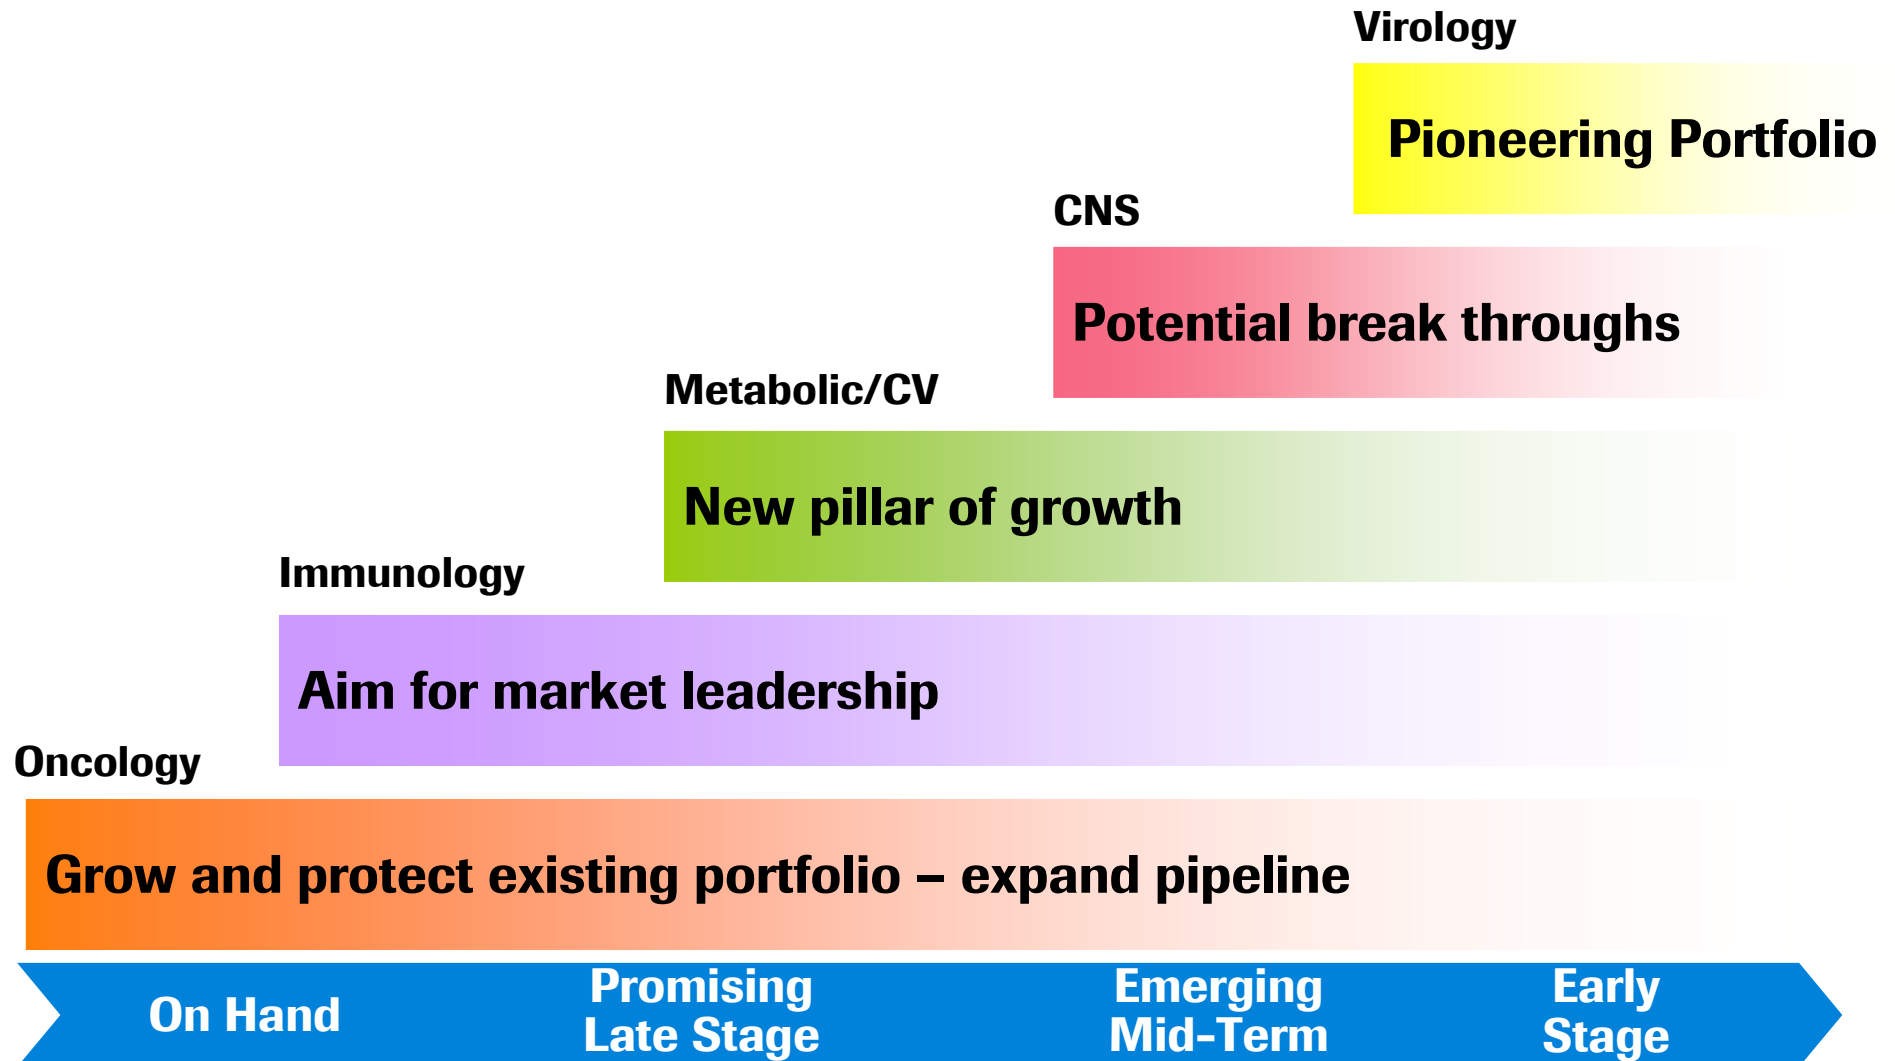 Virology
Pioneering Portfolio
CNS
Potential break throughs
Metabolic/CV
New pillar of growth
Immunology
Aim for market leadership
Oncology
Grow and protect existing portfolio – expand pipeline
On Hand
Promising
Late Stage
Emerging
Mid-Term
Early
Stage